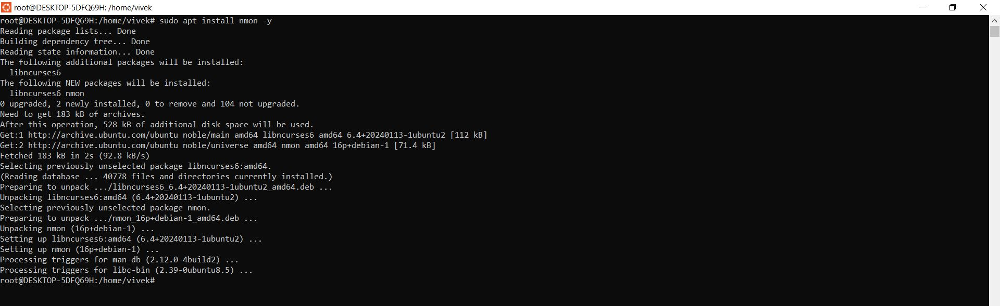 root@DESKTOP-5DFQ69H: /home/vivek
root@DESKTOP-5DFQ69H:/home/vivek# sudo apt install nmon -y
Reading package lists... Done
Building dependency tree... Done
Reading state information... Done
The following additional packages will be installed:
  libncurses6
The following NEW packages will be installed:
  libncurses6 nmon
0 upgraded, 2 newly installed, 0 to remove and 104 not upgraded.
Need to get 183 kB of archives.
After this operation, 528 kB of additional disk space will be used.
Get:1 http://archive.ubuntu.com/ubuntu noble/main amd64 libncurses6 amd64 6.4+20240113-1ubuntu2 [112 kB]
Get:2 http://archive.ubuntu.com/ubuntu noble/universe amd64 nmon amd64 16p+debian-1 [71.4 kB]
Fetched 183 kB in 2s (92.8 kB/s)
Selecting previously unselected package libncurses6:amd64.
(Reading database ... 40778 files and directories currently installed.)
Preparing to unpack .../libncurses6_6.4+20240113-1ubuntu2_amd64.deb ...
Unpacking libncurses6:amd64 (6.4+20240113-1ubuntu2) ...
Selecting previously unselected package nmon.
Preparing to unpack .../nmon_16p+debian-1_amd64.deb ...
Unpacking nmon (16p+debian-1) ...
Setting up libncurses6:amd64 (6.4+20240113-1ubuntu2) ...
Setting up nmon (16p+debian-1) ...
Processing triggers for man-db (2.12.0-4build2) ...
Processing triggers for libc-bin (2.39-0ubuntu8.5) ...
root@DESKTOP-5DFQ69H:/home/vivek#